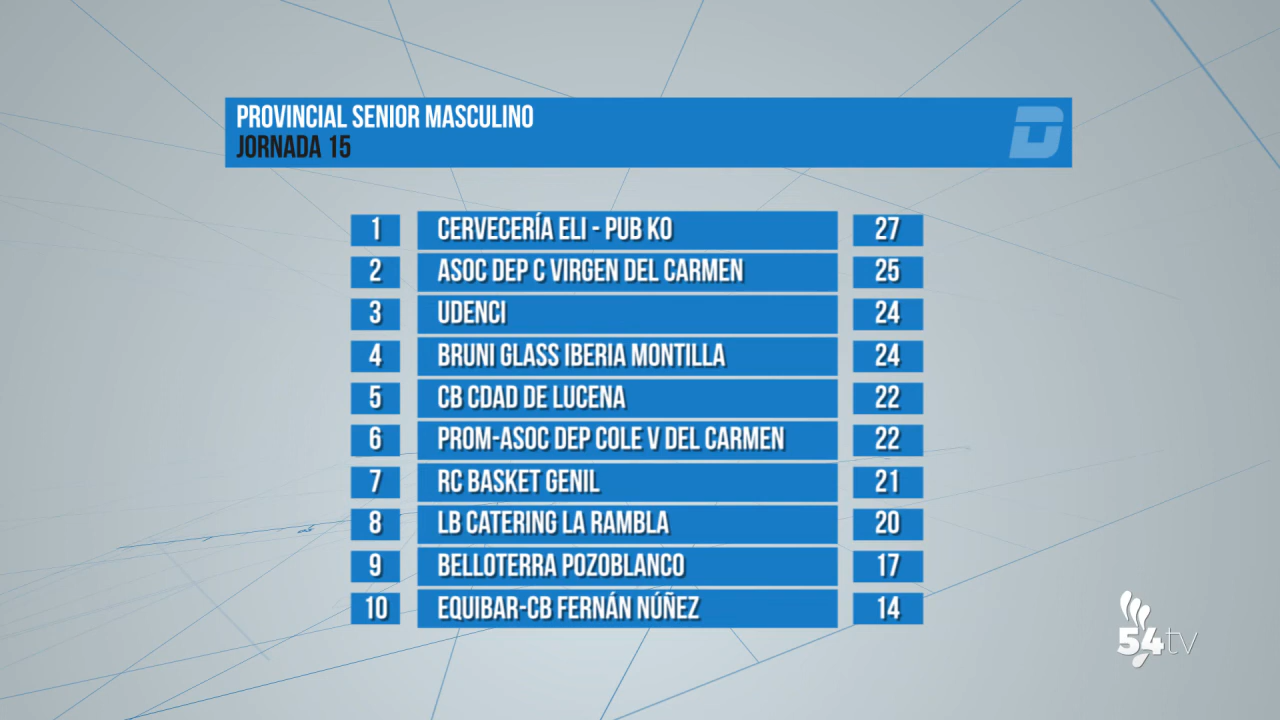 PROVINCIAL SENIOR MASCULINO
JORNADA 15
1 CERVECERÍA ELI - PUB KO 27
2 ASOC DEP C VIRGEN DEL CARMEN 25
3 UDENCI 24
4 BRUNI GLASS IBERIA MONTILLA 24
5 CB CDAD DE LUCENA 22
6 PROM-ASOC DEP COLE V DEL CARMEN 22
7 RC BASKET GENIL 21
8 LB CATERING LA RAMBLA 20
9 BELLOTERRA POZOBLANCO 17
10 EQUIBAR-CB FERNÁN NÚÑEZ 14
54tv